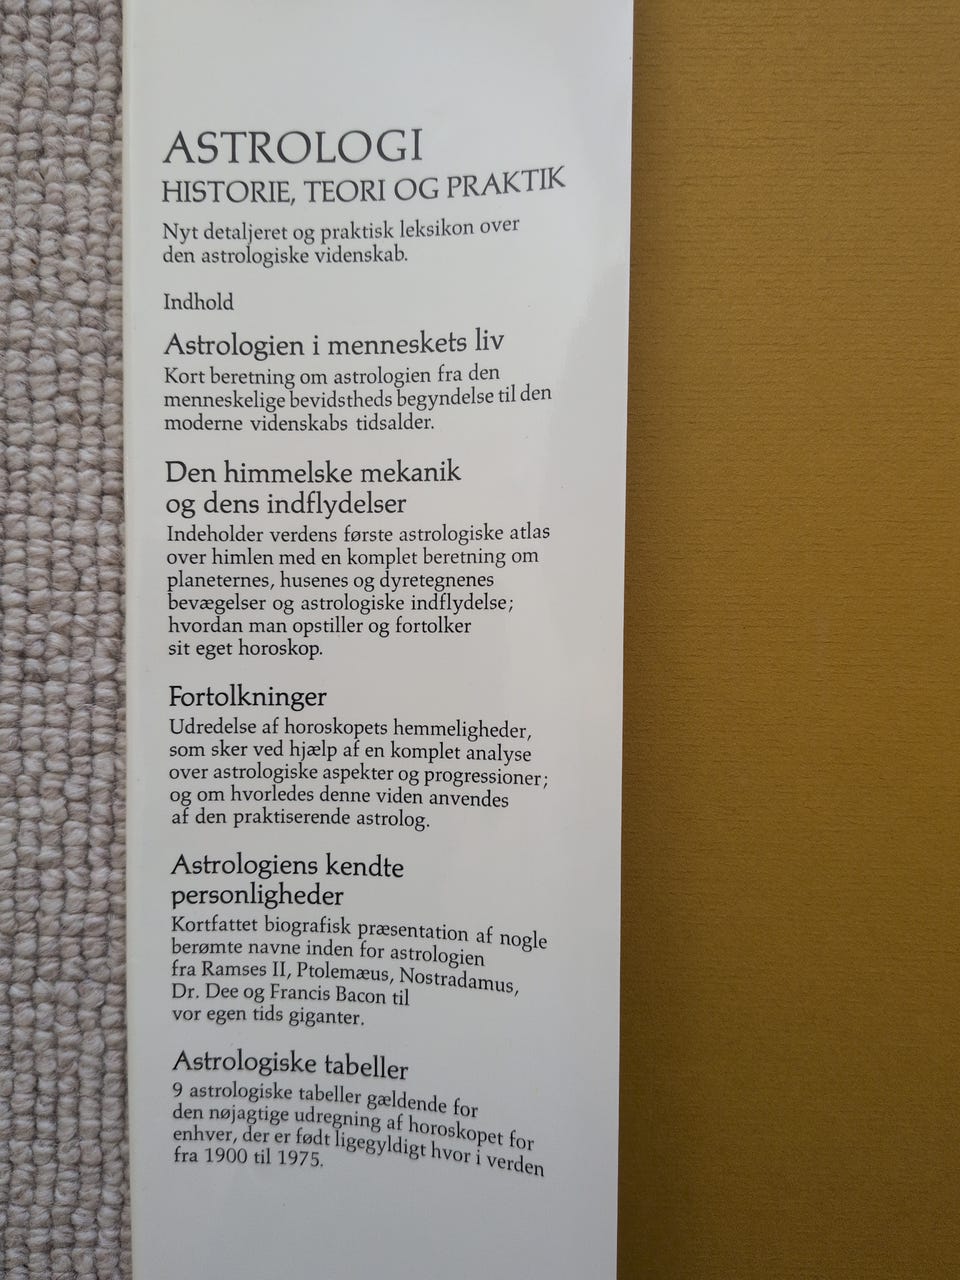 ASTROLOGI
HISTORIE, TEORI OG PRAKTIK
Nyt detaljeret og praktisk leksikon over
den astrologiske videnskab.
Indhold
Astrologien i menneskets liv
Kort beretning om astrologien fra den
menneskelige bevidstheds begyndelse til den
moderne videnskabs tidsalder.
Den himmelske mekanik
og dens indflydelser
Indeholder verdens første astrologiske atlas
over himlen med en komplet beretning om
planeternes, husenes og dyretegnenes
bevægelser og astrologiske indflydelse;
hvordan man opstiller og fortolker
sit eget horoskop.
Fortolkninger
Udredelse af horoskopets hemmeligheder,
som sker ved hjælp af en komplet analyse
over astrologiske aspekter og progressioner;
og om hvorledes denne viden anvendes
af den praktiserende astrolog.
Astrologiens kendte
personligheder
Kortfattet biografisk præsentation af nogle
berømte navne inden for astrologien
fra Ramses II, Ptolemæus, Nostradamus,
Dr. Dee og Francis Bacon til
vor egen tids giganter.
Astrologiske tabeller
9 astrologiske tabeller gældende for
den nøjagtige udregning af horoskopet for
enhver, der er født ligegyldigt hvor i verden
fra 1900 til 1975.